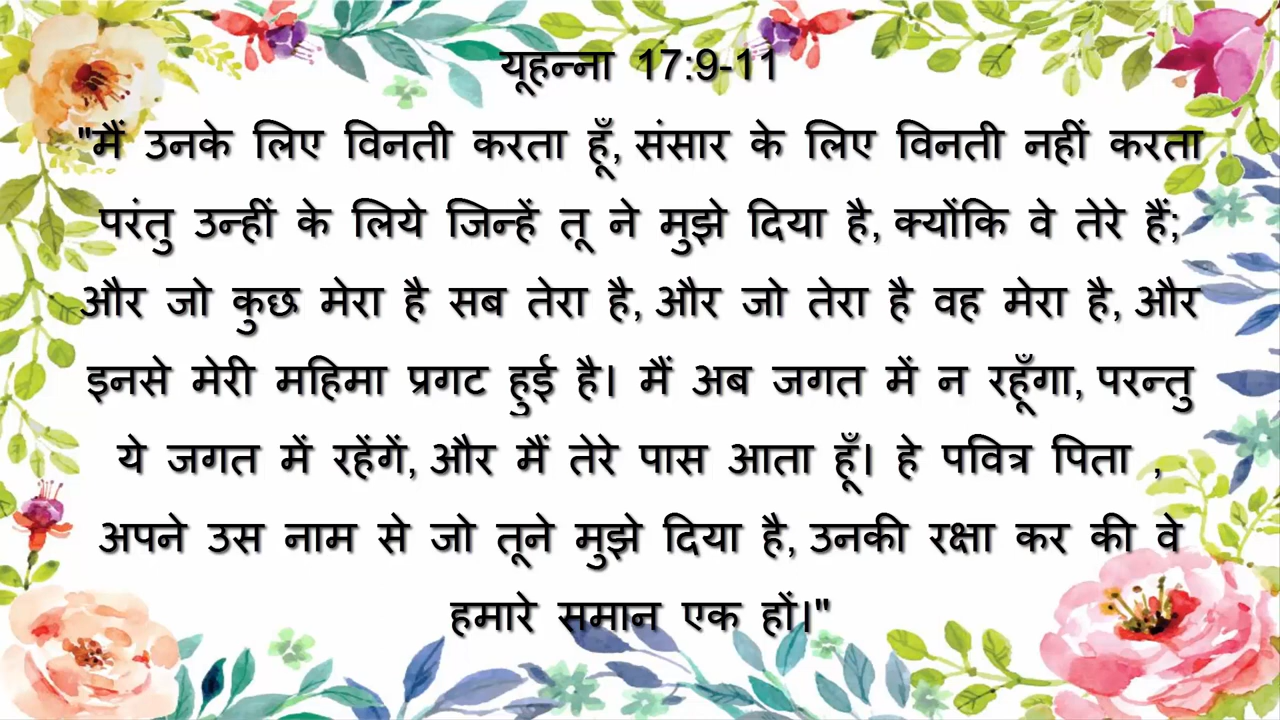 यूहन्ना 17:9-11
"मैं उनके लिए विनती करता हूँ, संसार के लिए विनती नहीं करता
परंतु उन्हीं के लिये जिन्हें तू ने मुझे दिया है, क्योंकि वे तेरे हैं;
और जो कुछ मेरा है सब तेरा है, और जो तेरा है वह मेरा है, और
इनसे मेरी महिमा प्रगट हुई है। मैं अब जगत में न रहूँगा, परन्तु
ये जगत में रहेंगें, और मैं तेरे पास आता हूँ। हे पवित्र पिता ,
अपने उस नाम से जो तूने मुझे दिया है, उनकी रक्षा कर की वे
हमारे समान एक हों।"